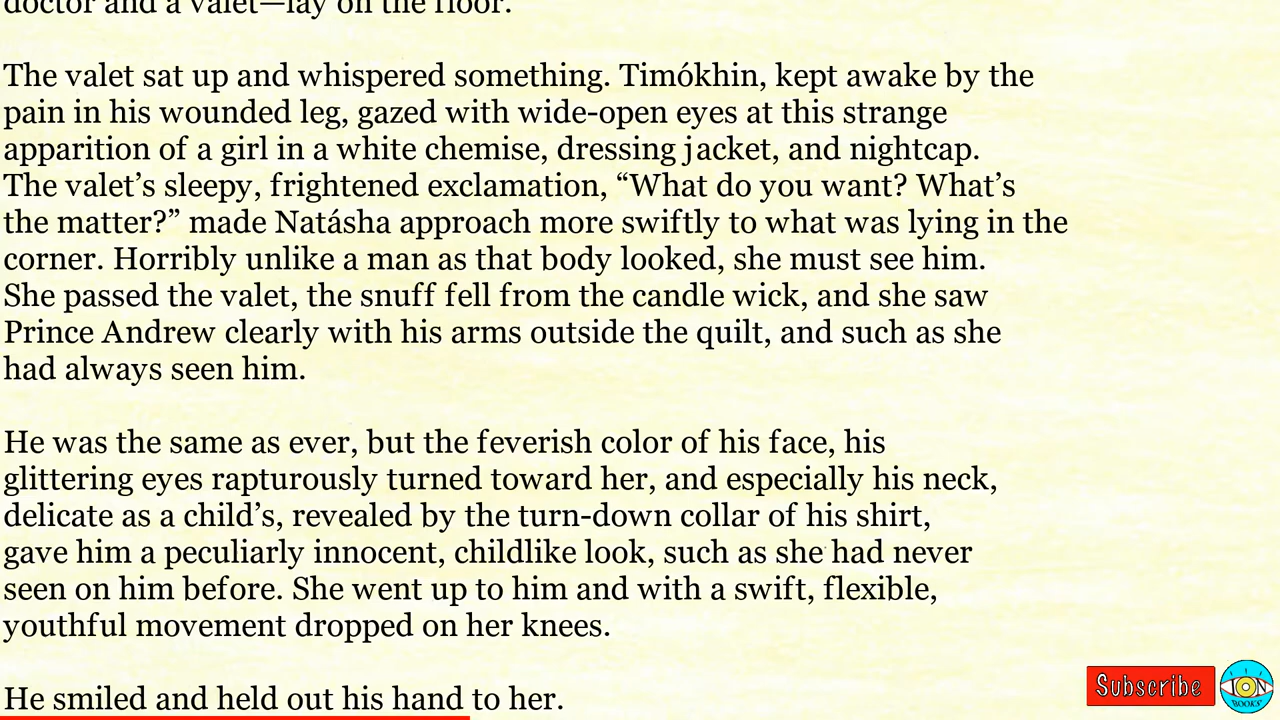 doctor and a valet—lay on the floor.
The valet sat up and whispered something. Timókhin, kept awake by the
pain in his wounded leg, gazed with wide-open eyes at this strange
apparition of a girl in a white chemise, dressing jacket, and nightcap.
The valet’s sleepy, frightened exclamation, “What do you want? What’s
the matter?” made Natásha approach more swiftly to what was lying in the
corner. Horribly unlike a man as that body looked, she must see him.
She passed the valet, the snuff fell from the candle wick, and she saw
Prince Andrew clearly with his arms outside the quilt, and such as she
had always seen him.
He was the same as ever, but the feverish color of his face, his
glittering eyes rapturously turned toward her, and especially his neck,
delicate as a child’s, revealed by the turn-down collar of his shirt,
gave him a peculiarly innocent, childlike look, such as she had never
seen on him before. She went up to him and with a swift, flexible,
youthful movement dropped on her knees.
He smiled and held out his hand to her.
Subscribe
ION
BOOKS